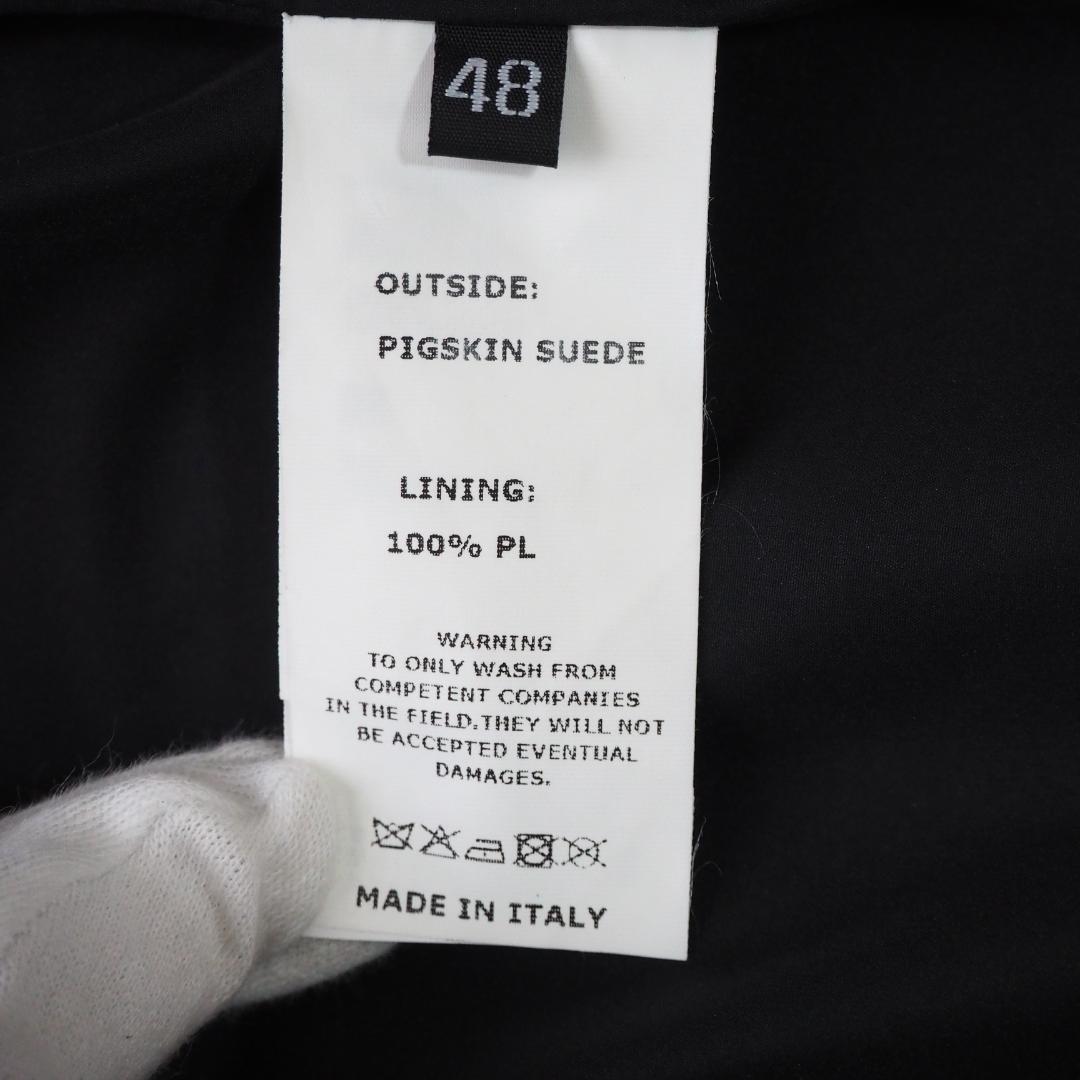 48
OUTSIDE:
PIGSKIN SUEDE
LINING:
100% PL
WARNING
TO ONLY WASH FROM
COMPETENT COMPANIES
IN THE FIELD.THEY WILL NOT
BE ACCEPTED EVENTUAL
DAMAGES.
MADE IN ITALY